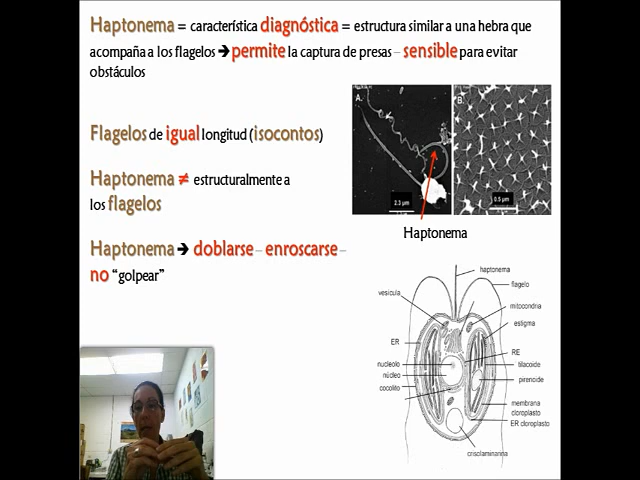 Haptonema = característica diagnóstica = estructura similar a una hebra que
acompaña a los flagelos ➔ permite la captura de presas – sensible para evitar
obstáculos
Flagelos de igual longitud (isocontos)
Haptonema ≠ estructuralmente a
los flagelos
Haptonema ➔ doblarse – enroscarse –
no “golpear”
A.
B.
2.3 µm
0.5 µm
Haptonema
haptonema
flagelo
vesícula
mitocondria
estigma
ER
RE
nucleolo
tilacoide
núcleo
pirenoide
cocolito
membrana
cloroplasto
ER cloroplasto
crisolaminarina